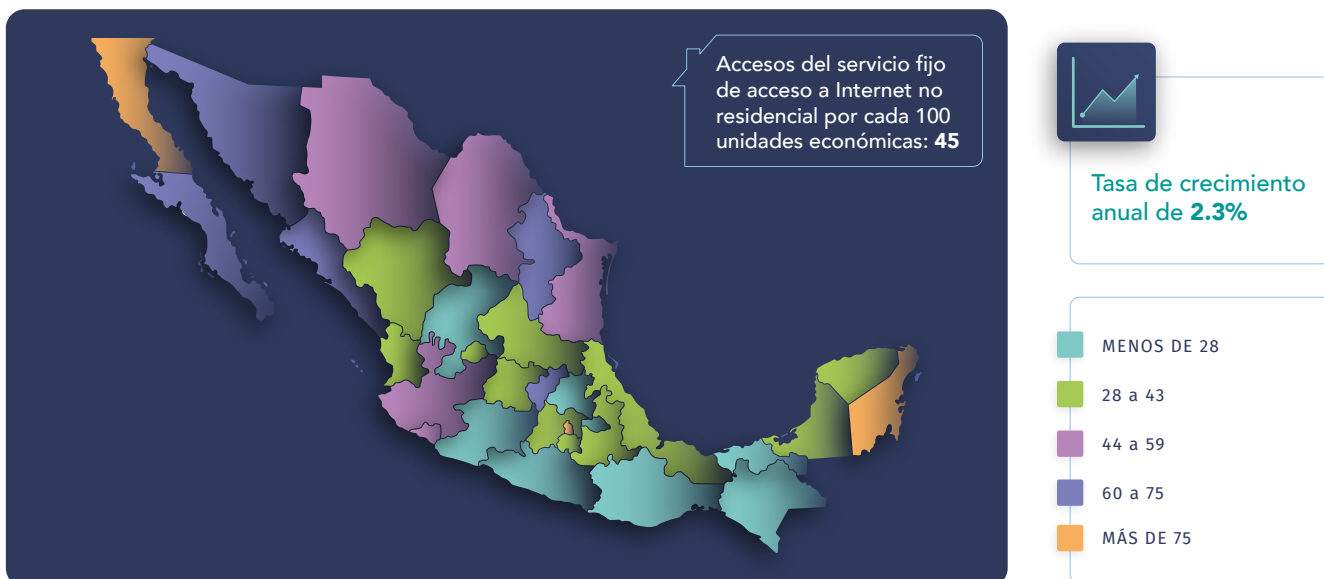 Accesos del servicio fijo
de acceso a Internet no
residencial por cada 100
unidades económicas: 45
Tasa de crecimiento
anual de 2.3%
MENOS DE 28
28 a 43
44 a 59
60 a 75
MÁS DE 75